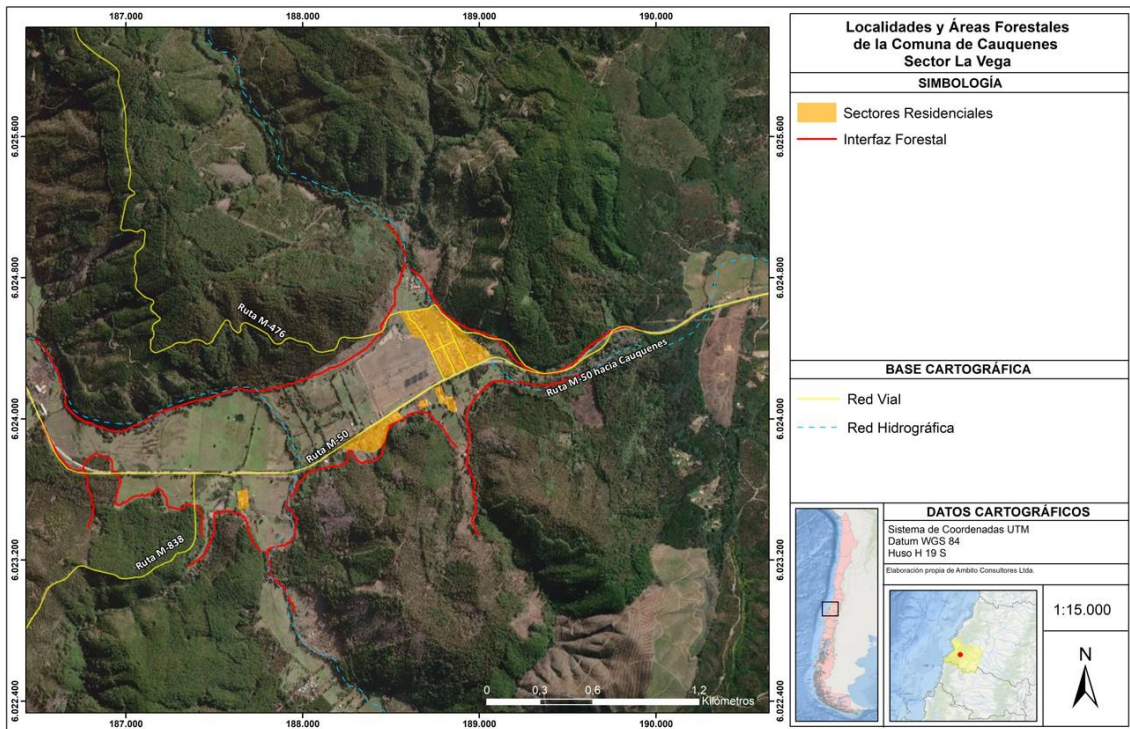 187.000
188.000
189.000
190.000
6.025.600
6.024.800
6.024.000
6.023.200
6.022.400
Ruta M-476
Ruta M-50 hacia Cauquenes
Ruta M-50
Ruta M-838
0 0,3 0,6 1,2
Kilómetros
187.000
188.000
189.000
190.000
6.025.600
6.024.800
6.024.000
6.023.200
6.022.400
Localidades y Áreas Forestales
de la Comuna de Cauquenes
Sector La Vega
SIMBOLOGÍA
Sectores Residenciales
Interfaz Forestal
BASE CARTOGRÁFICA
Red Vial
Red Hidrográfica
DATOS CARTOGRÁFICOS
Sistema de Coordenadas UTM
Datum WGS 84
Huso H 19 S
Elaboración propia de Ambito Consultores Ltda.
1:15.000
N